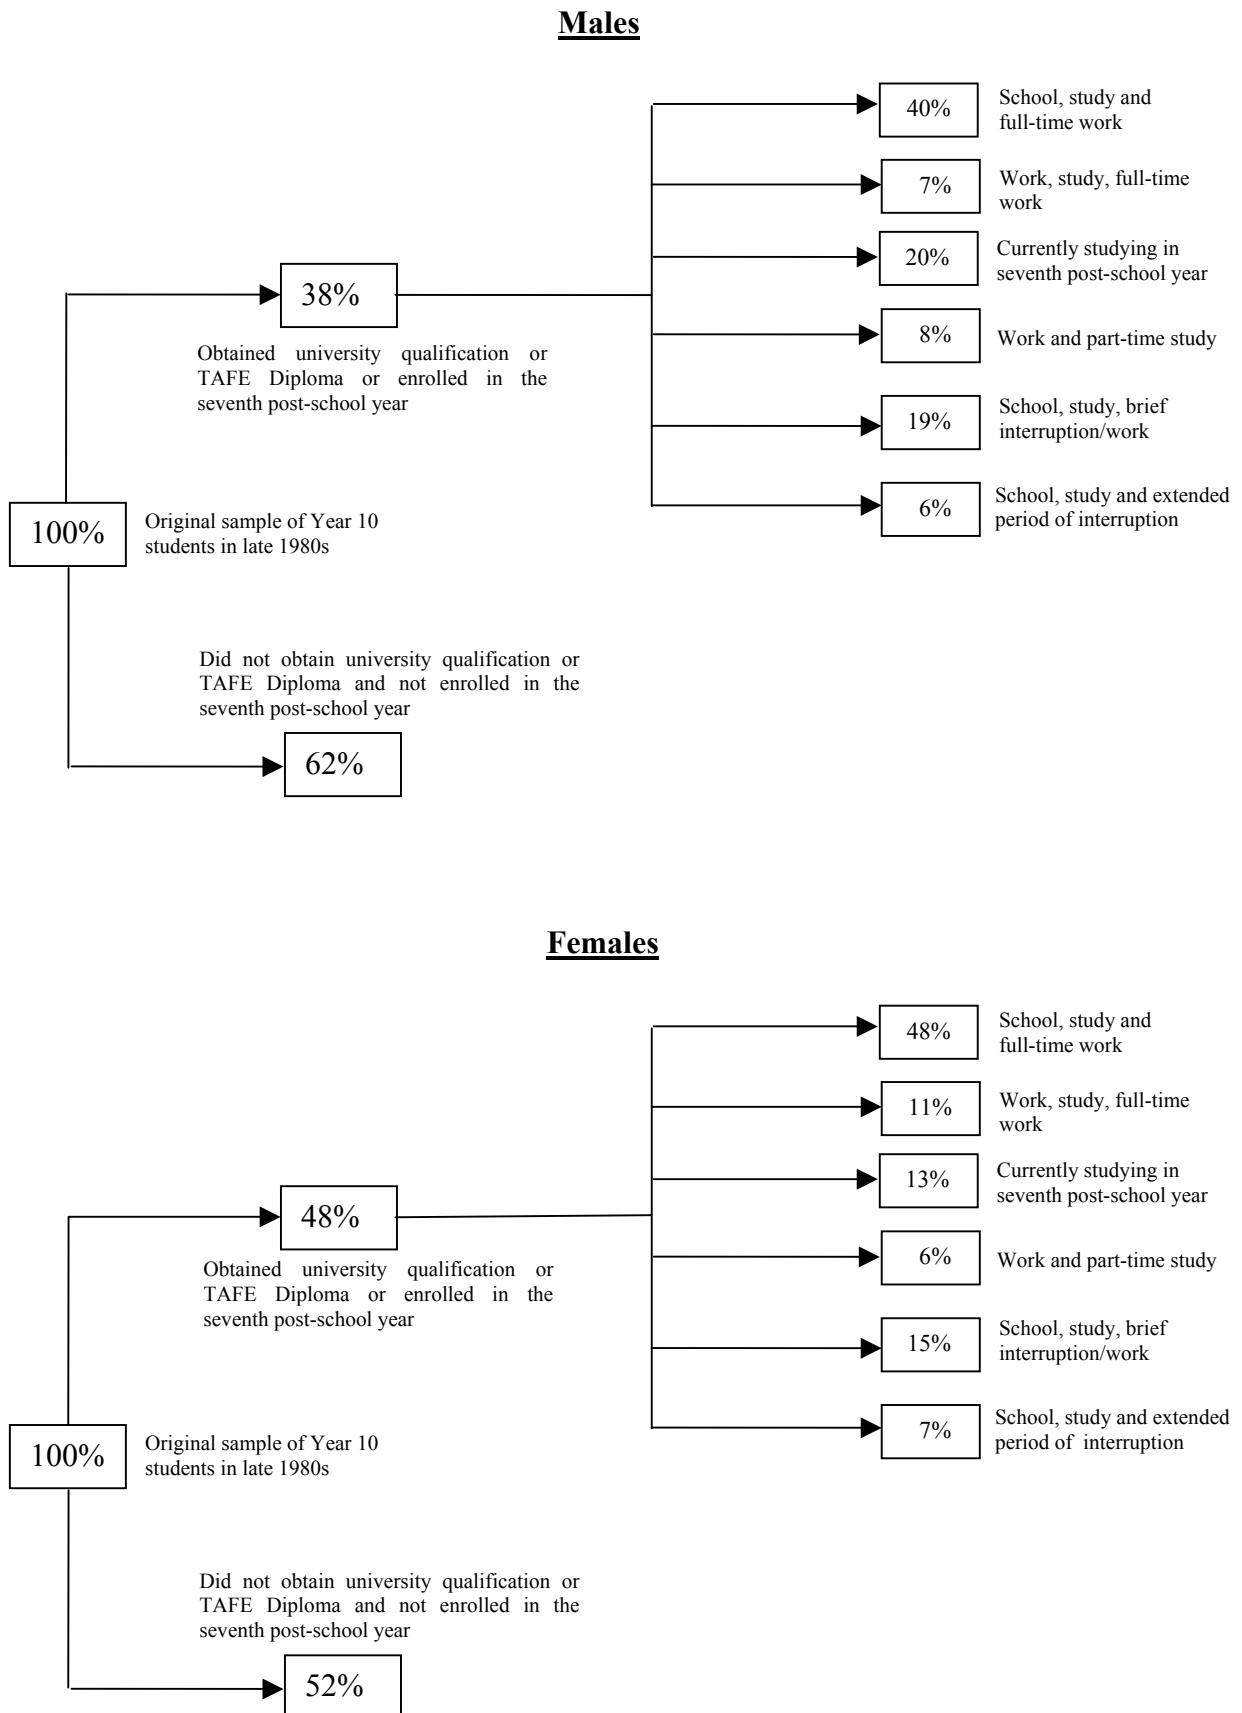 Males
40%
School, study and
full-time work
7%
Work, study, full-time
work
20%
Currently studying in
seventh post-school year
38%
8%
Work and part-time study
Obtained university qualification or
TAFE Diploma or enrolled in the
seventh post-school year
19%
School, study, brief
interruption/work
6%
School, study and extended
period of interruption
100%
Original sample of Year 10
students in late 1980s
Did not obtain university qualification or
TAFE Diploma and not enrolled in the
seventh post-school year
62%
Females
48%
School, study and
full-time work
11%
Work, study, full-time
work
13%
Currently studying in
seventh post-school year
48%
6%
Work and part-time study
Obtained university qualification or
TAFE Diploma or enrolled in the
seventh post-school year
15%
School, study, brief
interruption/work
7%
School, study and extended
period of interruption
100%
Original sample of Year 10
students in late 1980s
Did not obtain university qualification or
TAFE Diploma and not enrolled in the
seventh post-school year
52%